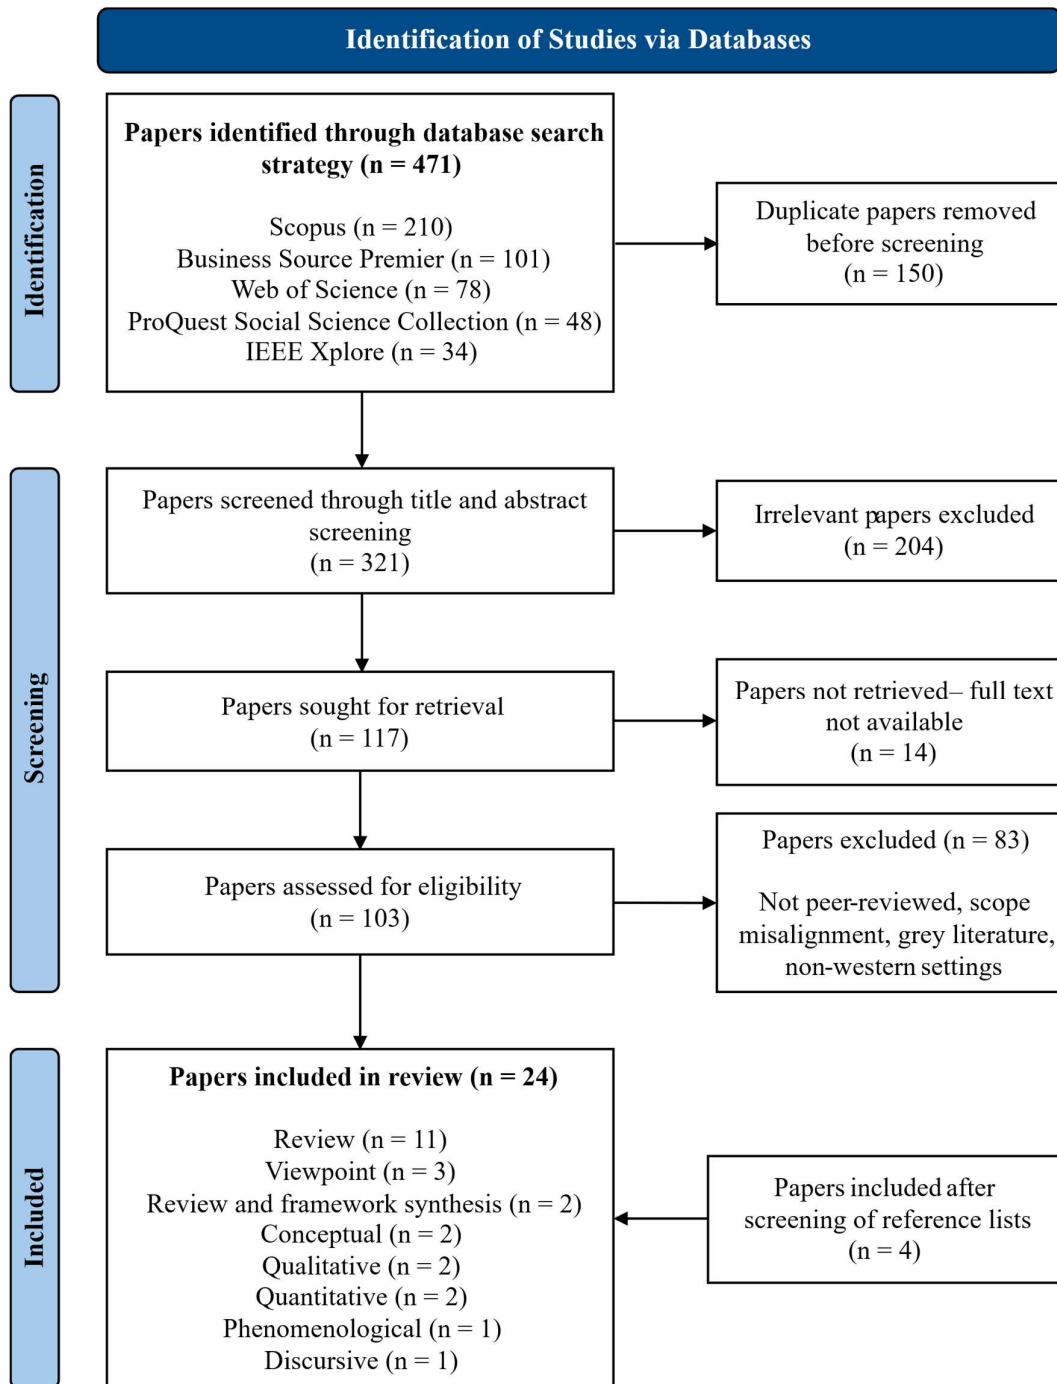 Identification of Studies via Databases
Identification
Papers identified through database search
strategy (n = 471)
Scopus (n = 210)
Business Source Premier (n = 101)
Web of Science (n = 78)
ProQuest Social Science Collection (n = 48)
IEEE Xplore (n = 34)
Duplicate papers removed
before screening
(n = 150)
Screening
Papers screened through title and abstract
screening
(n = 321)
Irrelevant papers excluded
(n = 204)
Papers sought for retrieval
(n = 117)
Papers not retrieved– full text
not available
(n = 14)
Papers assessed for eligibility
(n = 103)
Papers excluded (n = 83)
Not peer-reviewed, scope
misalignment, grey literature,
non-western settings
Included
Papers included in review (n = 24)
Review (n = 11)
Viewpoint (n = 3)
Review and framework synthesis (n = 2)
Conceptual (n = 2)
Qualitative (n = 2)
Quantitative (n = 2)
Phenomenological (n = 1)
Discursive (n = 1)
Papers included after
screening of reference lists
(n = 4)